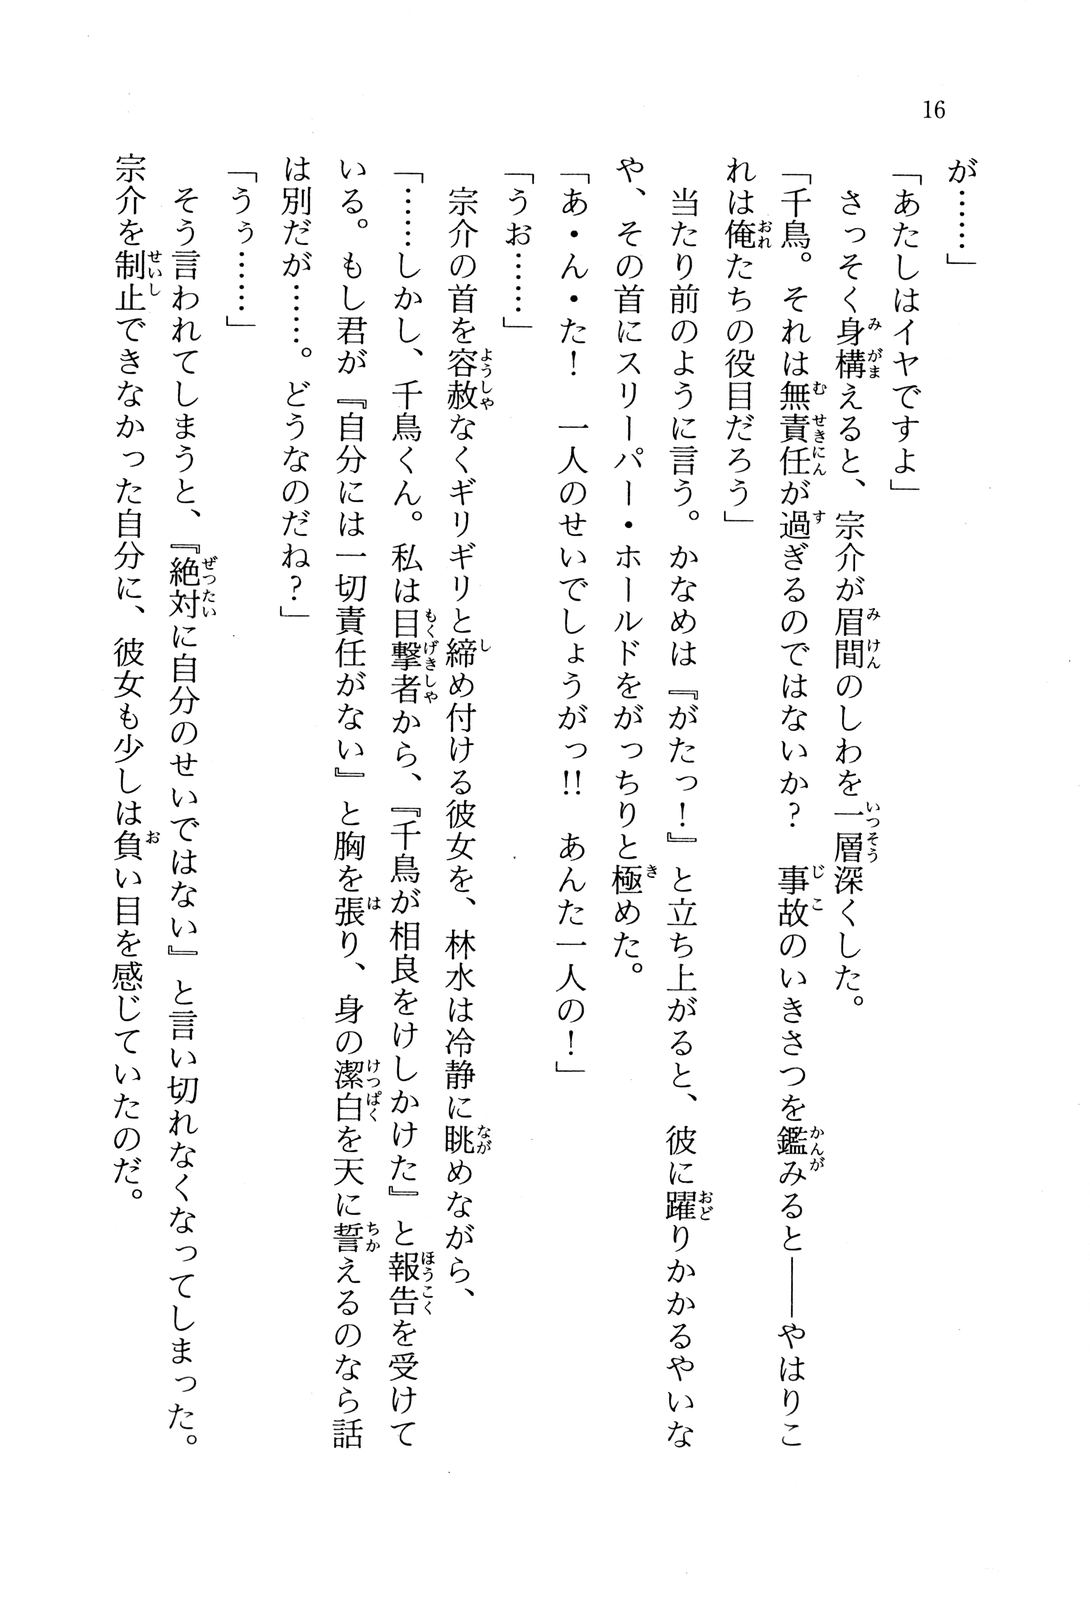 16
が……」
「あたしはイヤですよ」
　さっそく身構えると、宗介が眉間のしわを一層深くした。
「千鳥。それは無責任が過ぎるのではないか？　事故のいきさつを鑑みると――やはりこ
れは俺たちの役目だろう」
　当たり前のように言う。かなめは『がたっ！』と立ち上がると、彼に躍りかかるやいな
や、その首にスリーパー・ホールドをがっちりと極めた。
「あ・ん・た！　一人のせいでしょうがっ!!　あんた一人の！」
「うお……」
　宗介の首を容赦なくギリギリと締め付ける彼女を、林水は冷静に眺めながら、
「……しかし、千鳥くん。私は目撃者から、『千鳥が相良をけしかけた』と報告を受けて
いる。もし君が『自分には一切責任がない』と胸を張り、身の潔白を天に誓えるのなら話
は別だが……。どうなのだね？」
「うぅ……」
　そう言われてしまうと、『絶対に自分のせいではない』と言い切れなくなってしまった。
宗介を制止できなかった自分に、彼女も少しは負い目を感じていたのだ。